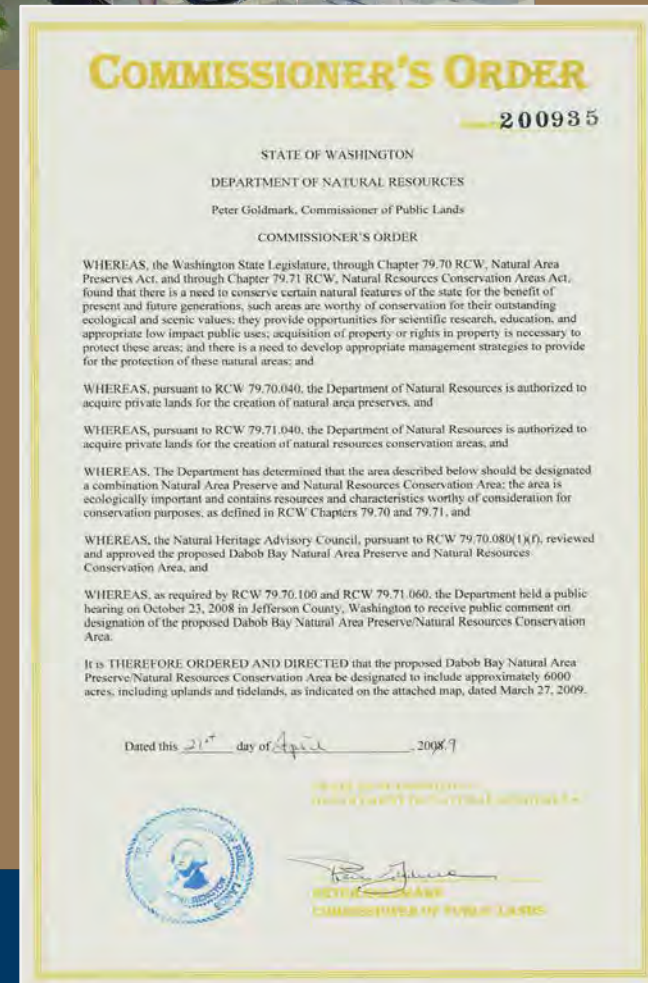 COMMISSIONER'S ORDER
200935
STATE OF WASHINGTON
DEPARTMENT OF NATURAL RESOURCES
Peter Goldmark, Commissioner of Public Lands
COMMISSIONER'S ORDER
WHEREAS, the Washington State Legislature, through Chapter 79.70 RCW, Natural Area
Preserves Act, and through Chapter 79.71 RCW, Natural Resources Conservation Areas Act,
found that there is a need to conserve certain natural features of the state for the benefit of
present and future generations, such areas are worthy of conservation for their outstanding
ecological and scenic values; they provide opportunities for scientific research, education, and
appropriate low impact public uses; acquisition of property or rights in property is necessary to
protect these areas; and there is a need to develop appropriate management strategies to provide
for the protection of these natural areas; and
WHEREAS, pursuant to RCW 79.70.040, the Department of Natural Resources is authorized to
acquire private lands for the creation of natural area preserves, and
WHEREAS, pursuant to RCW 79.71.040, the Department of Natural Resources is authorized to
acquire private lands for the creation of natural resources conservation areas, and
WHEREAS, The Department has determined that the area described below should be designated
a combination Natural Area Preserve and Natural Resources Conservation Area; the area is
ecologically important and contains resources and characteristics worthy of consideration for
conservation purposes, as defined in RCW Chapters 79.70 and 79.71, and
WHEREAS, the Natural Heritage Advisory Council, pursuant to RCW 79.70.080(1)(f), reviewed
and approved the proposed Dabob Bay Natural Area Preserve and Natural Resources
Conservation Area, and
WHEREAS, as required by RCW 79.70.100 and RCW 79.71.060, the Department held a public
hearing on October 23, 2008 in Jefferson County, Washington to receive public comment on
designation of the proposed Dabob Bay Natural Area Preserve/Natural Resources Conservation
Area.
It is THEREFORE ORDERED AND DIRECTED that the proposed Dabob Bay Natural Area
Preserve/Natural Resources Conservation Area be designated to include approximately 6000
acres, including uplands and tidelands, as indicated on the attached map, dated March 27, 2009.
Dated this 21st day of April, 2008.9
OF PUBLIC LANDS
WASHINGTON
COMMISSIONER OF PUBLIC LANDS